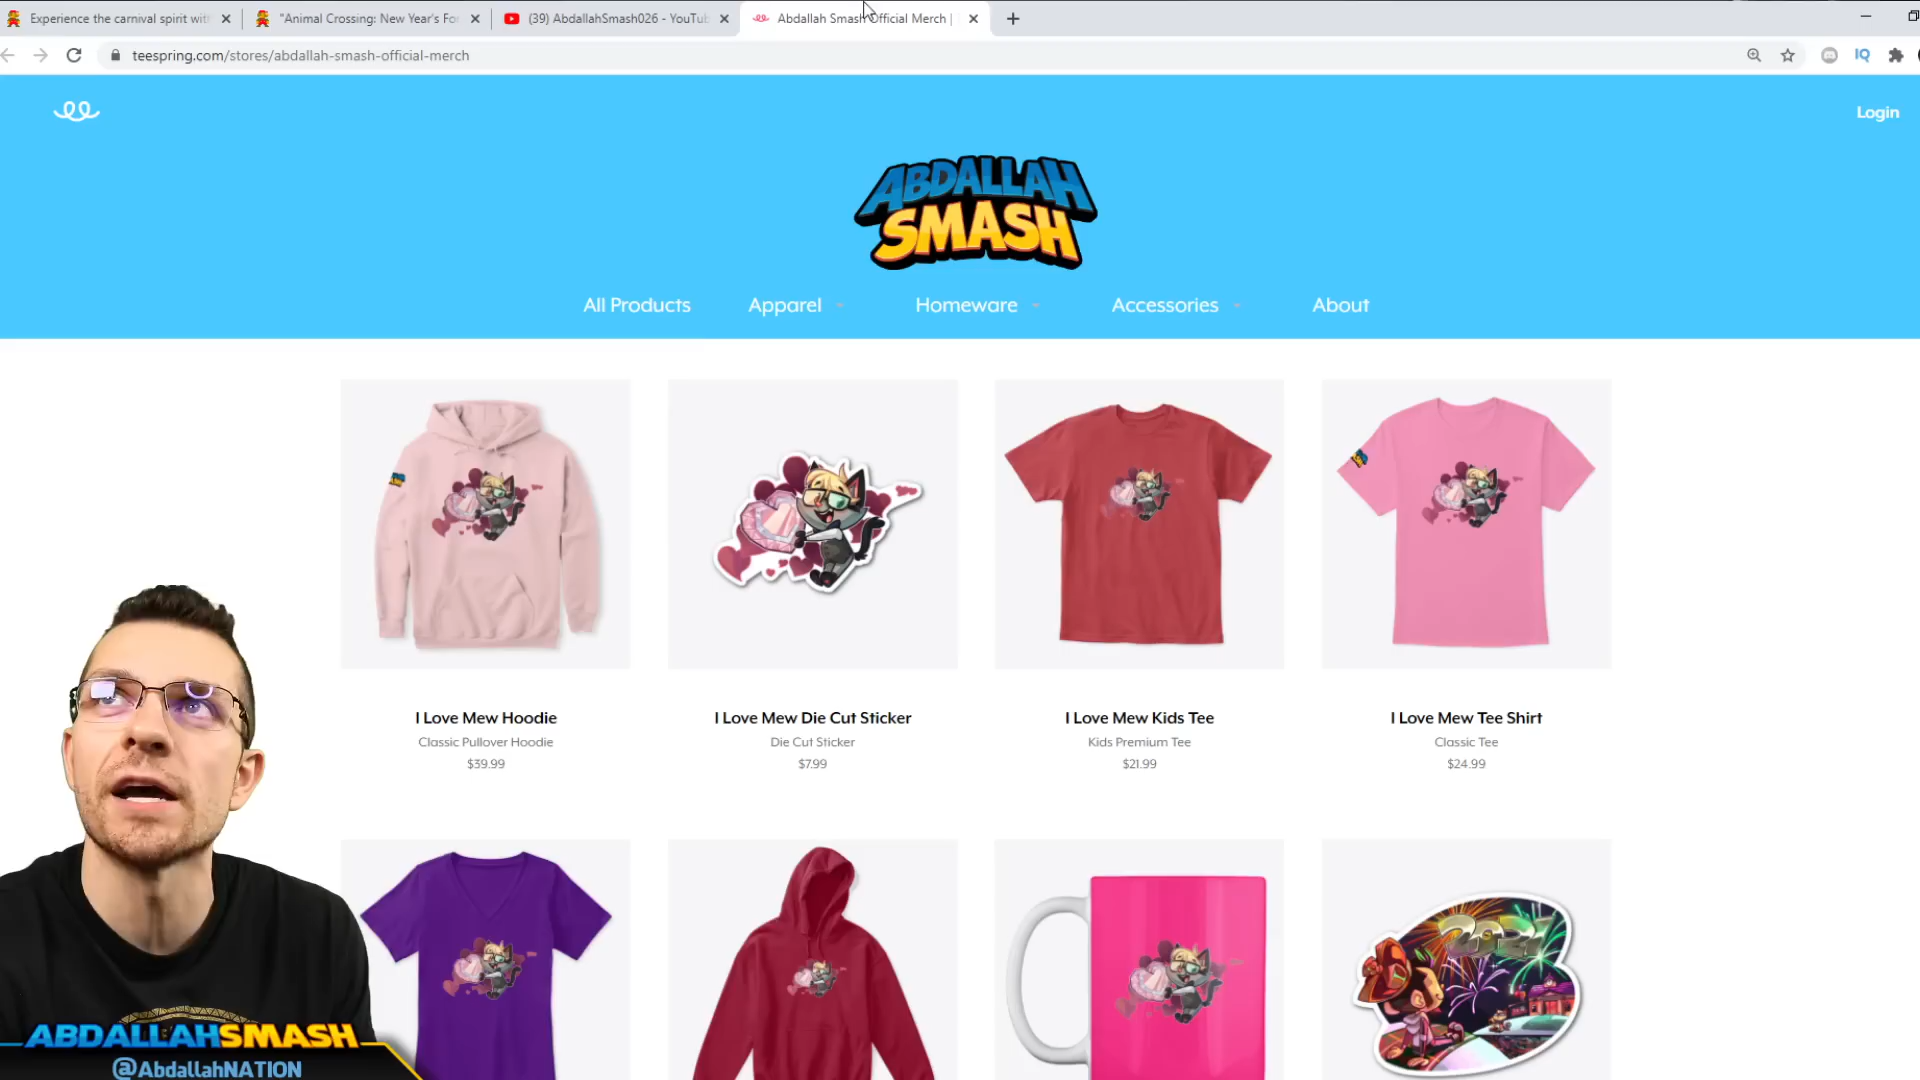 Experience the carnival spirit wit
"Animal Crossing: New Year's Fo
(39) AbdallahSmash026 - YouTub
Abdallah Smash Official Merch |
teespring.com/stores/abdallah-smash-official-merch
IQ
Login
ABDALLAH
SMASH
All Products
Apparel
Homeware
Accessories
About
I Love Mew Hoodie
Classic Pullover Hoodie
$39.99
I Love Mew Die Cut Sticker
Die Cut Sticker
$7.99
I Love Mew Kids Tee
Kids Premium Tee
$21.99
I Love Mew Tee Shirt
Classic Tee
$24.99
2021
ABDALLAHSMASH
@AbdallahNATION